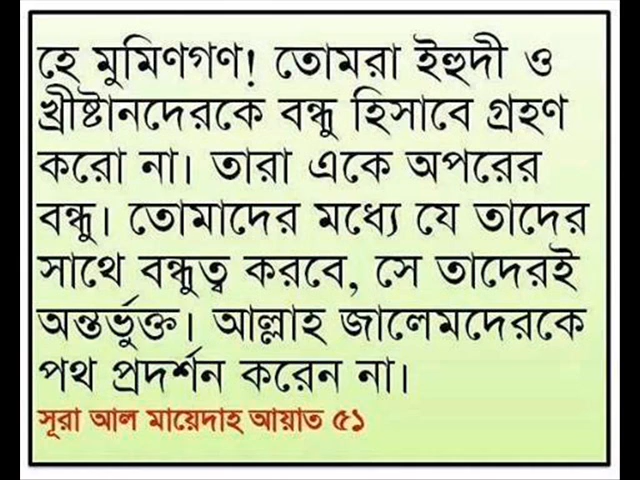 হে মুমিণগণ! তোমরা ইহুদী ও
খ্রীষ্টানদেরকে বন্ধু হিসাবে গ্রহণ
করো না। তারা একে অপরের
বন্ধু। তোমাদের মধ্যে যে তাদের
সাথে বন্ধুত্ব করবে, সে তাদেরই
অন্তর্ভুক্ত। আল্লাহ জালেমদেরকে
পথ প্রদর্শন করেন না।
সূরা আল মায়েদাহ আয়াত ৫১